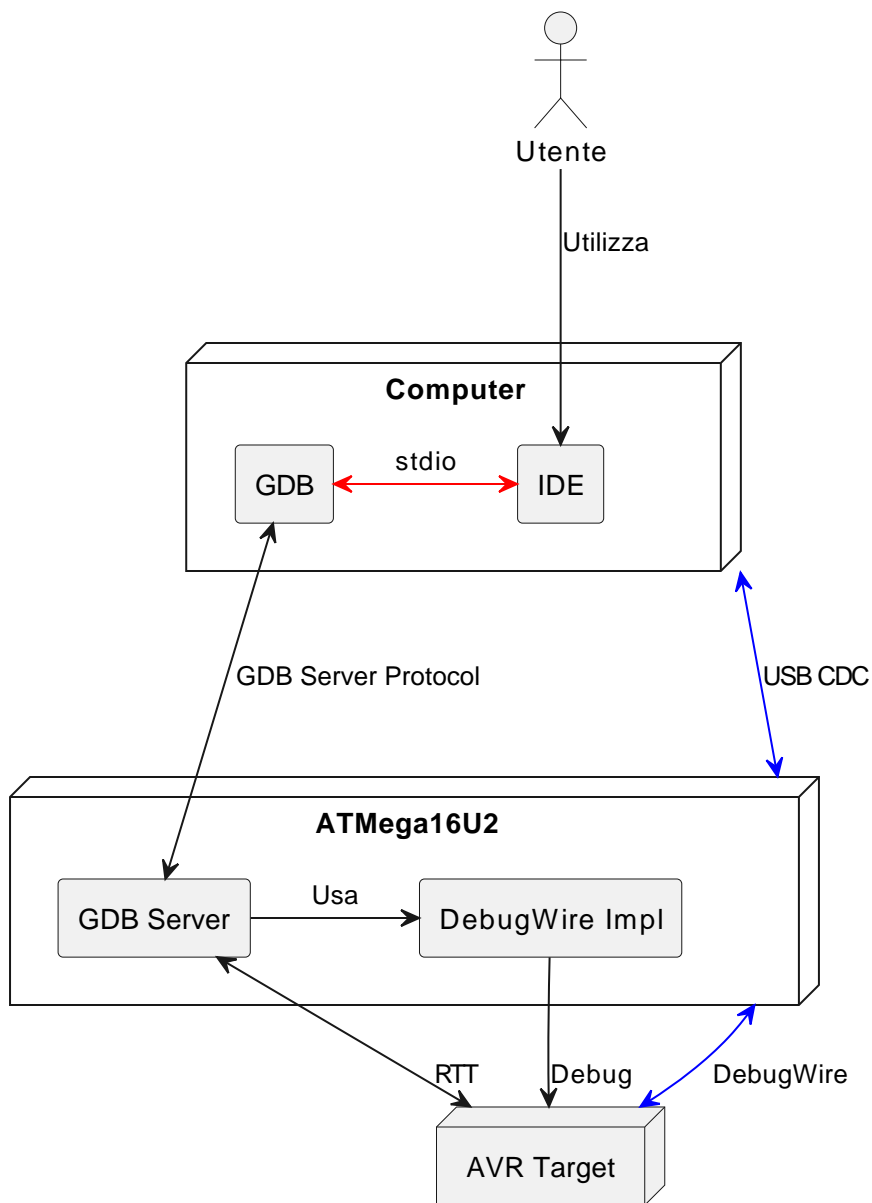 Utente
Utilizza
Computer
stdio
GDB
IDE
GDB Server Protocol
USB CDC
ATMega16U2
Usa
GDB Server
DebugWire Impl
RTT
Debug
DebugWire
AVR Target